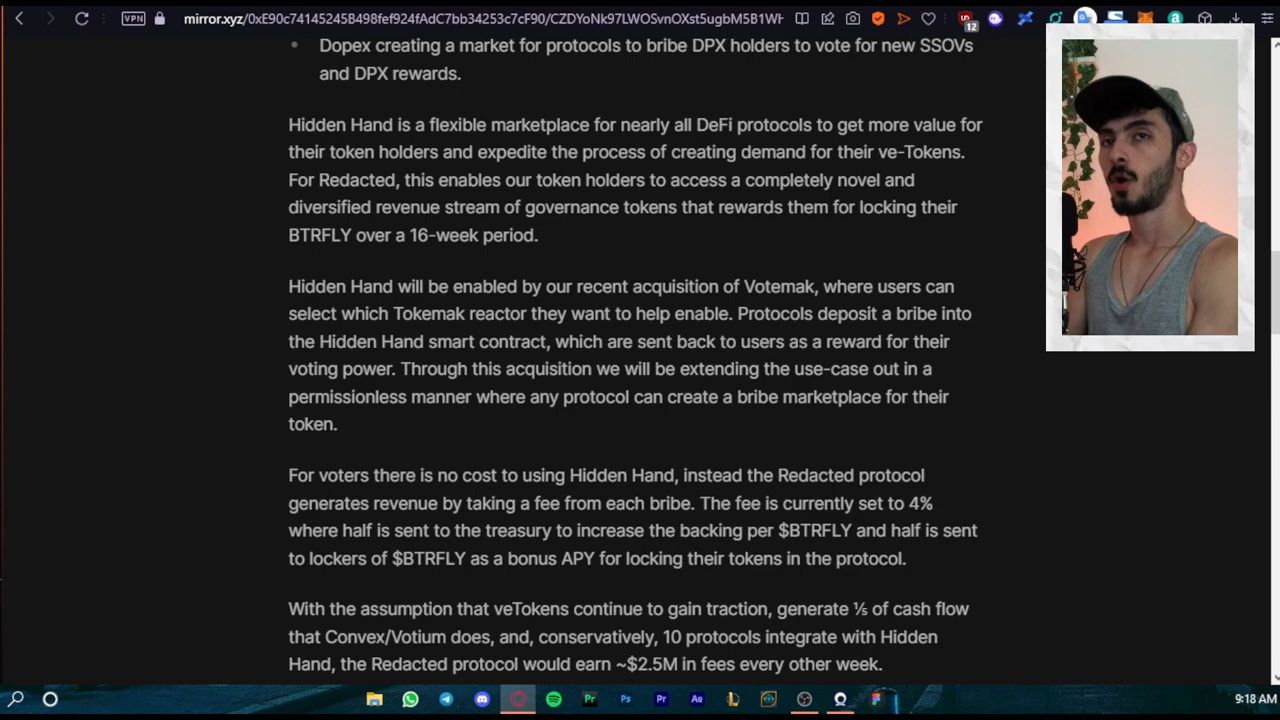 VPN
mirror.xyz/0xE90c74145245B498fef924fAdC7bb34253c7cF90/CZDYoNk97LWOSvnOXst5ugbM5B1WH
12
Dopex creating a market for protocols to bribe DPX holders to vote for new SSOVs
and DPX rewards.
Hidden Hand is a flexible marketplace for nearly all DeFi protocols to get more value for
their token holders and expedite the process of creating demand for their ve-Tokens.
For Redacted, this enables our token holders to access a completely novel and
diversified revenue stream of governance tokens that rewards them for locking their
BTRFLY over a 16-week period.
Hidden Hand will be enabled by our recent acquisition of Votemak, where users can
select which Tokemak reactor they want to help enable. Protocols deposit a bribe into
the Hidden Hand smart contract, which are sent back to users as a reward for their
voting power. Through this acquisition we will be extending the use-case out in a
permissionless manner where any protocol can create a bribe marketplace for their
token.
For voters there is no cost to using Hidden Hand, instead the Redacted protocol
generates revenue by taking a fee from each bribe. The fee is currently set to 4%
where half is sent to the treasury to increase the backing per $BTRFLY and half is sent
to lockers of $BTRFLY as a bonus APY for locking their tokens in the protocol.
With the assumption that veTokens continue to gain traction, generate ⅕ of cash flow
that Convex/Votium does, and, conservatively, 10 protocols integrate with Hidden
Hand, the Redacted protocol would earn ~$2.5M in fees every other week.
Pr
Ps
Pr
Ae
9:18 AM